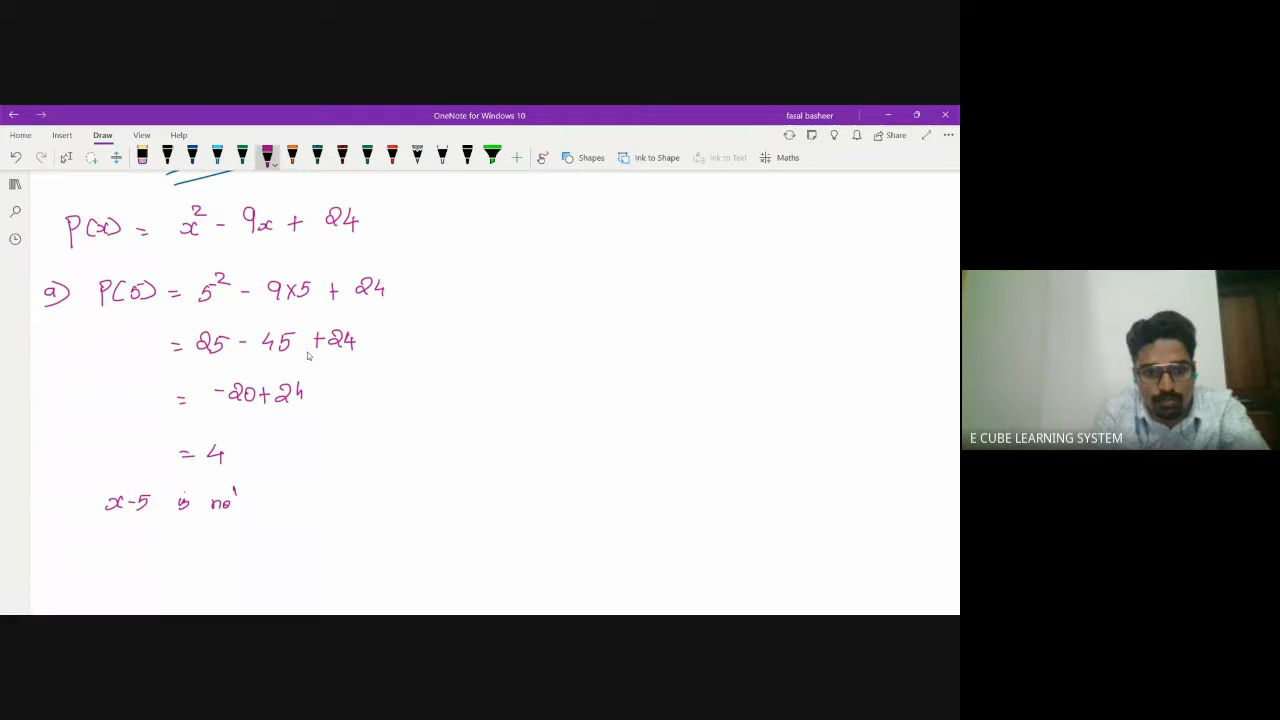 OneNote for Windows 10
fasal basheer
Home Insert Draw View Help
Share
Shapes Ink to Shape Ink to Text Maths
P(x) = x² - 9x + 24
a) P(5) = 5² - 9×5 + 24
= 25 - 45 + 24
= -20 + 24
= 4
x-5 is no
E CUBE LEARNING SYSTEM